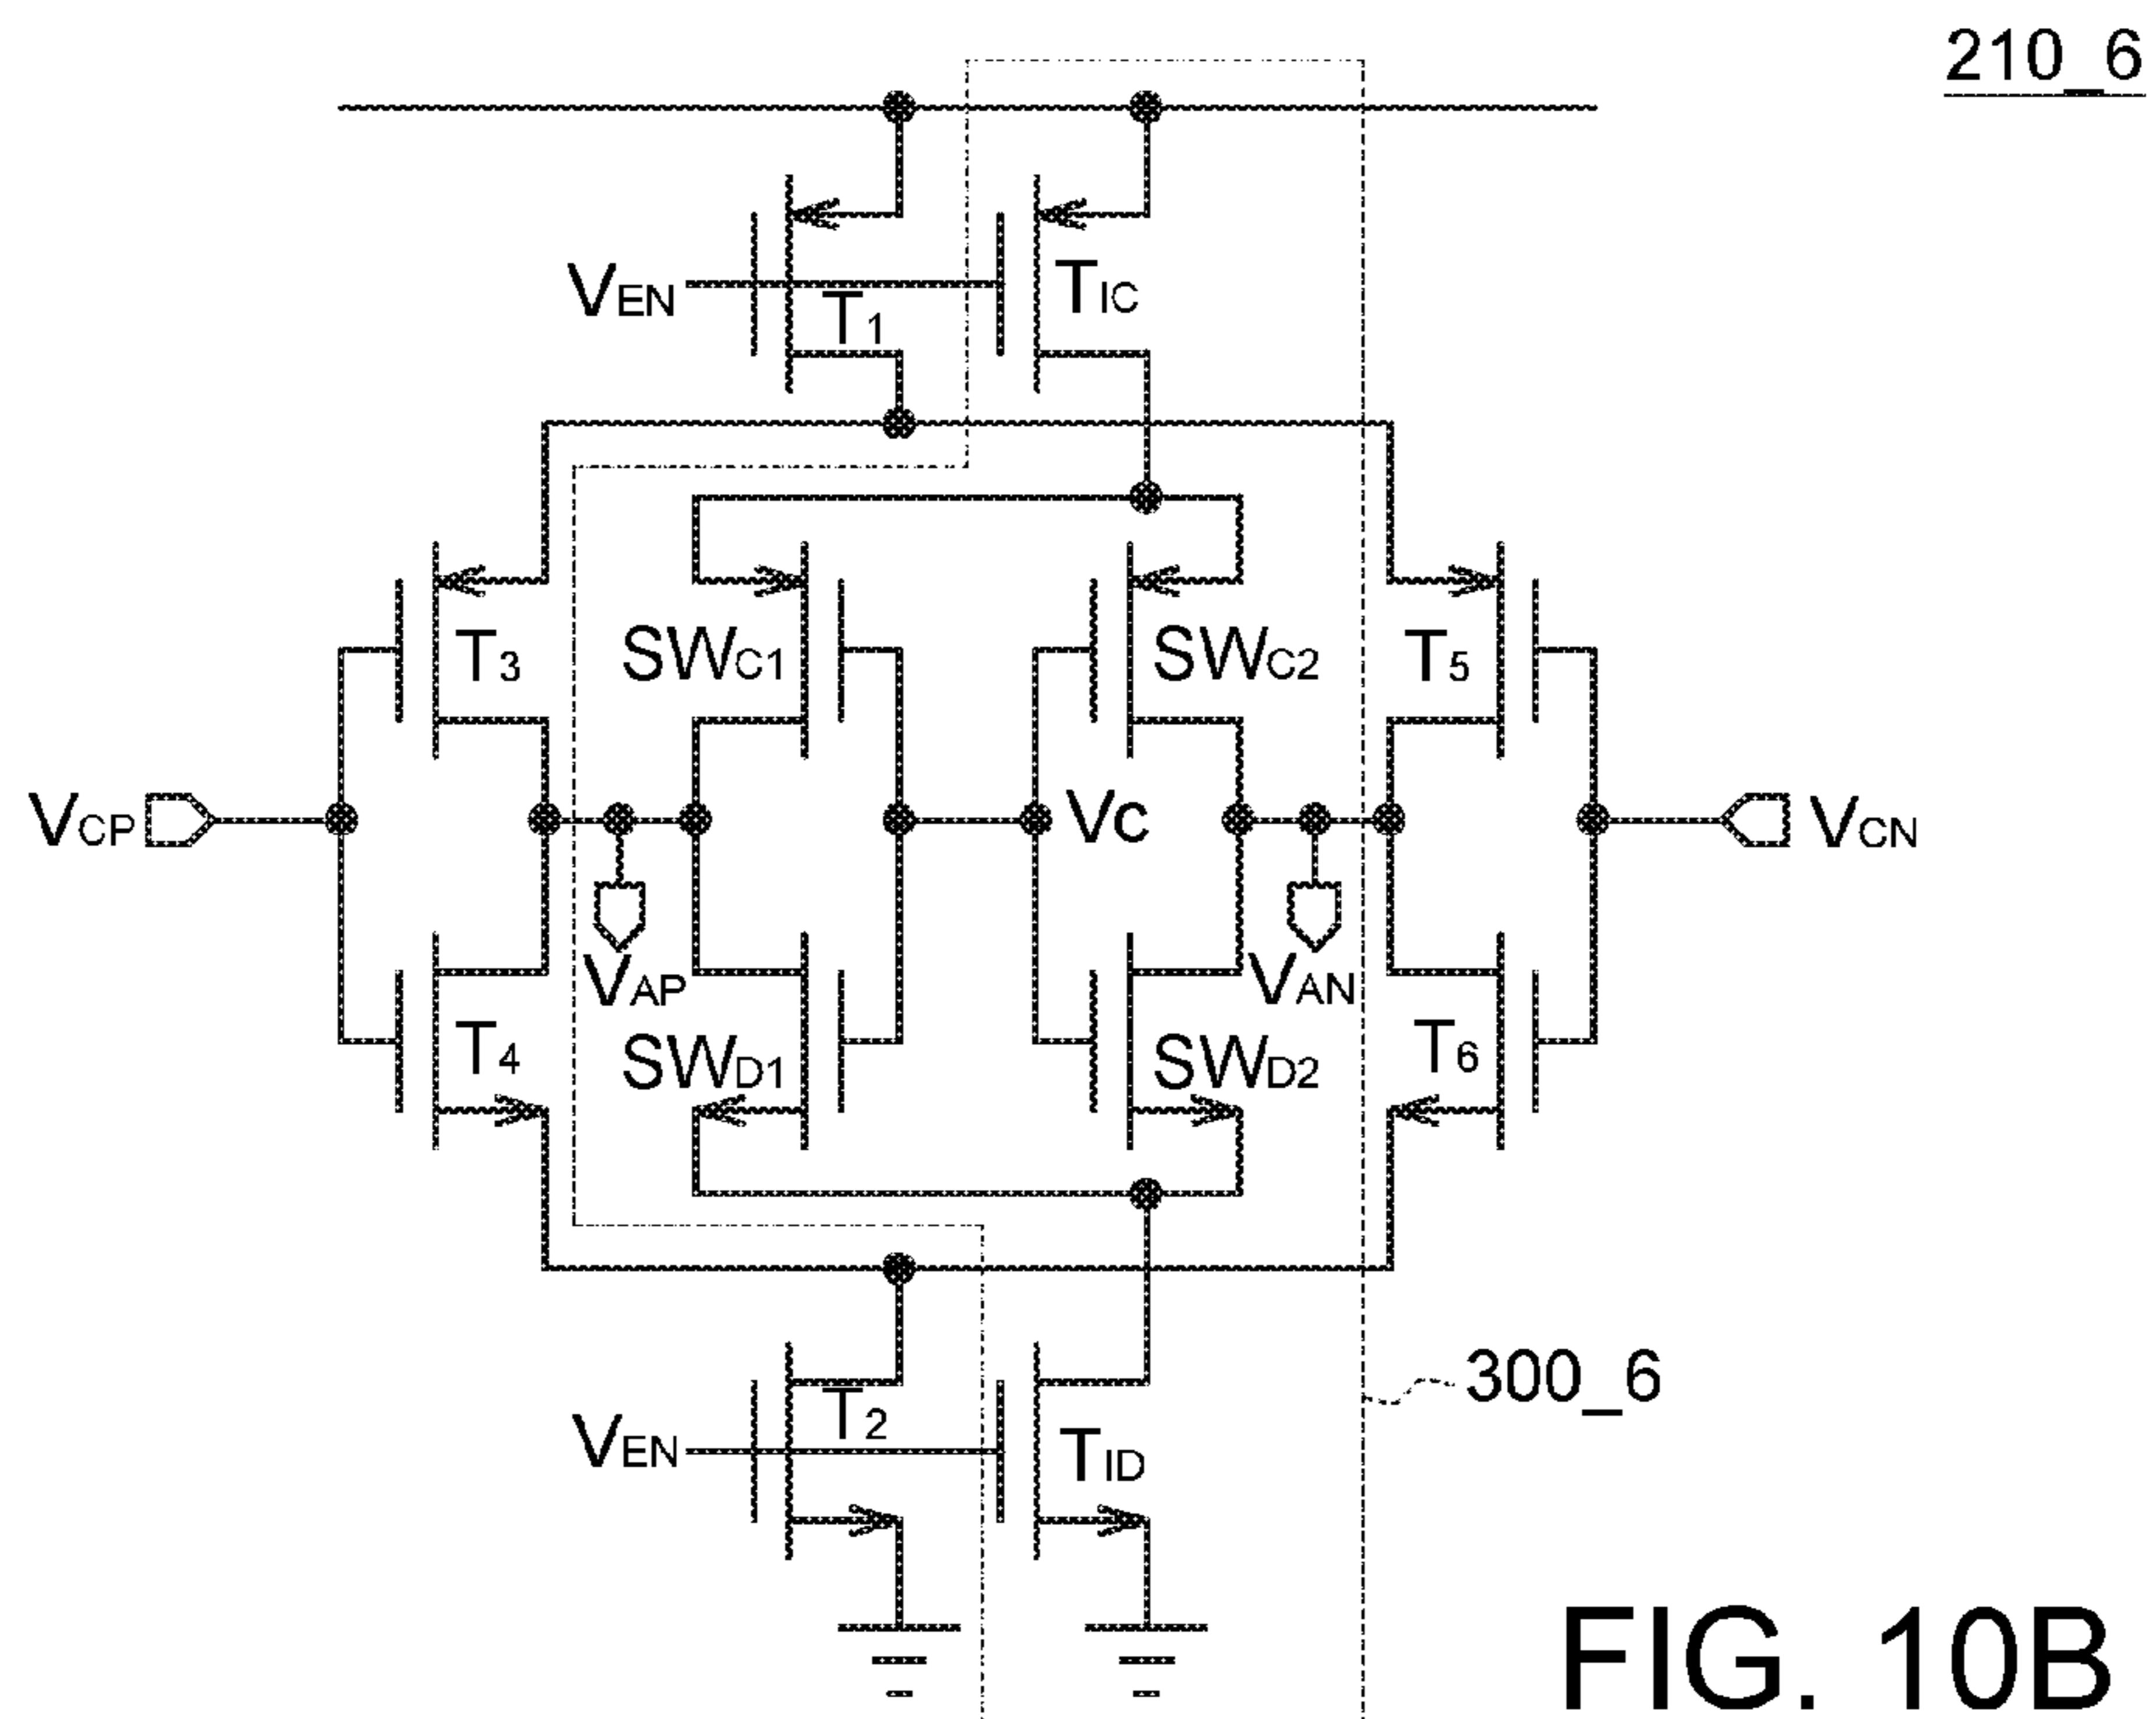 210_6
VEN
T1
TIC
T3
SWC1
SWC2
T5
VCP
VC
VCN
VAP
VAN
T4
SWD1
SWD2
T6
300_6
VEN
T2
TID
FIG. 10B